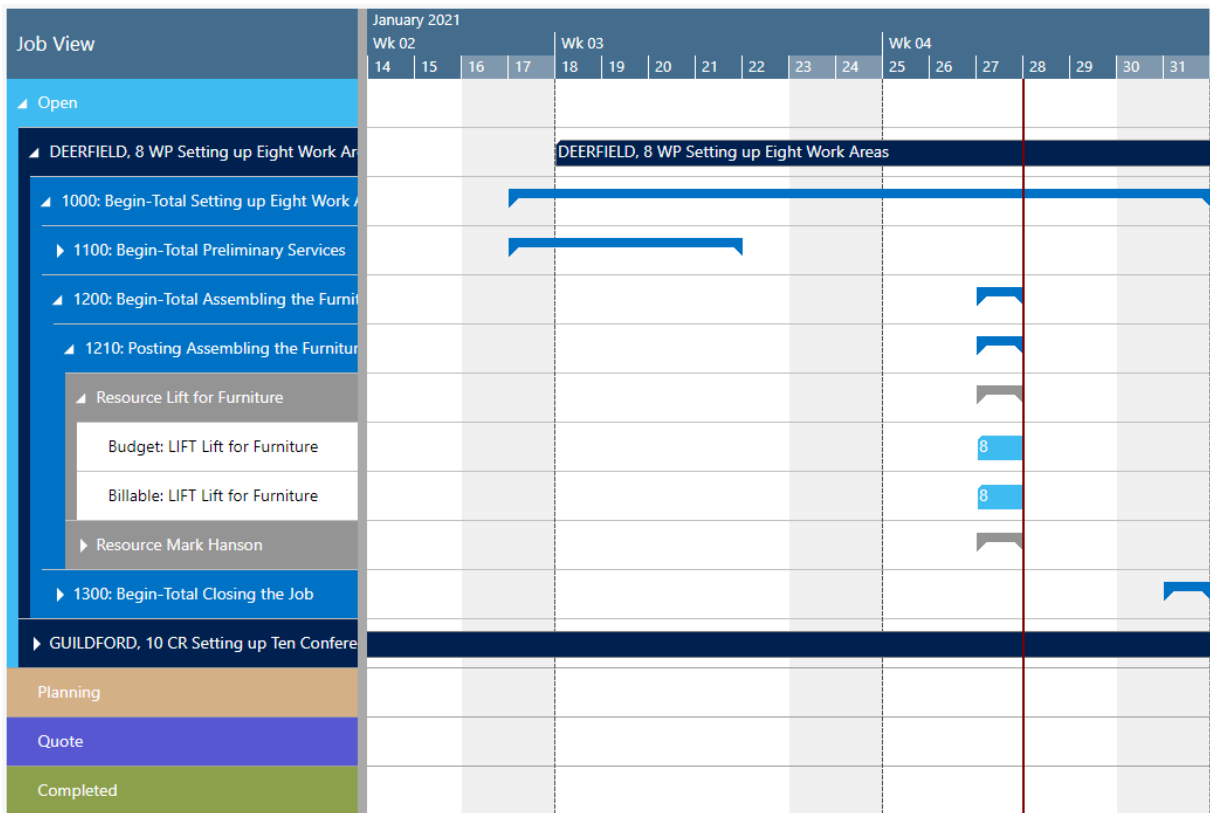 Job View
January 2021
Wk 02 Wk 03 Wk 04
14 15 16 17 18 19 20 21 22 23 24 25 26 27 28 29 30 31
Open
DEERFIELD, 8 WP Setting up Eight Work Ar
DEERFIELD, 8 WP Setting up Eight Work Areas
1000: Begin-Total Setting up Eight Work A
1100: Begin-Total Preliminary Services
1200: Begin-Total Assembling the Furnit
1210: Posting Assembling the Furnitur
Resource Lift for Furniture
Budget: LIFT Lift for Furniture
8
Billable: LIFT Lift for Furniture
8
Resource Mark Hanson
1300: Begin-Total Closing the Job
GUILDFORD, 10 CR Setting up Ten Confere
Planning
Quote
Completed